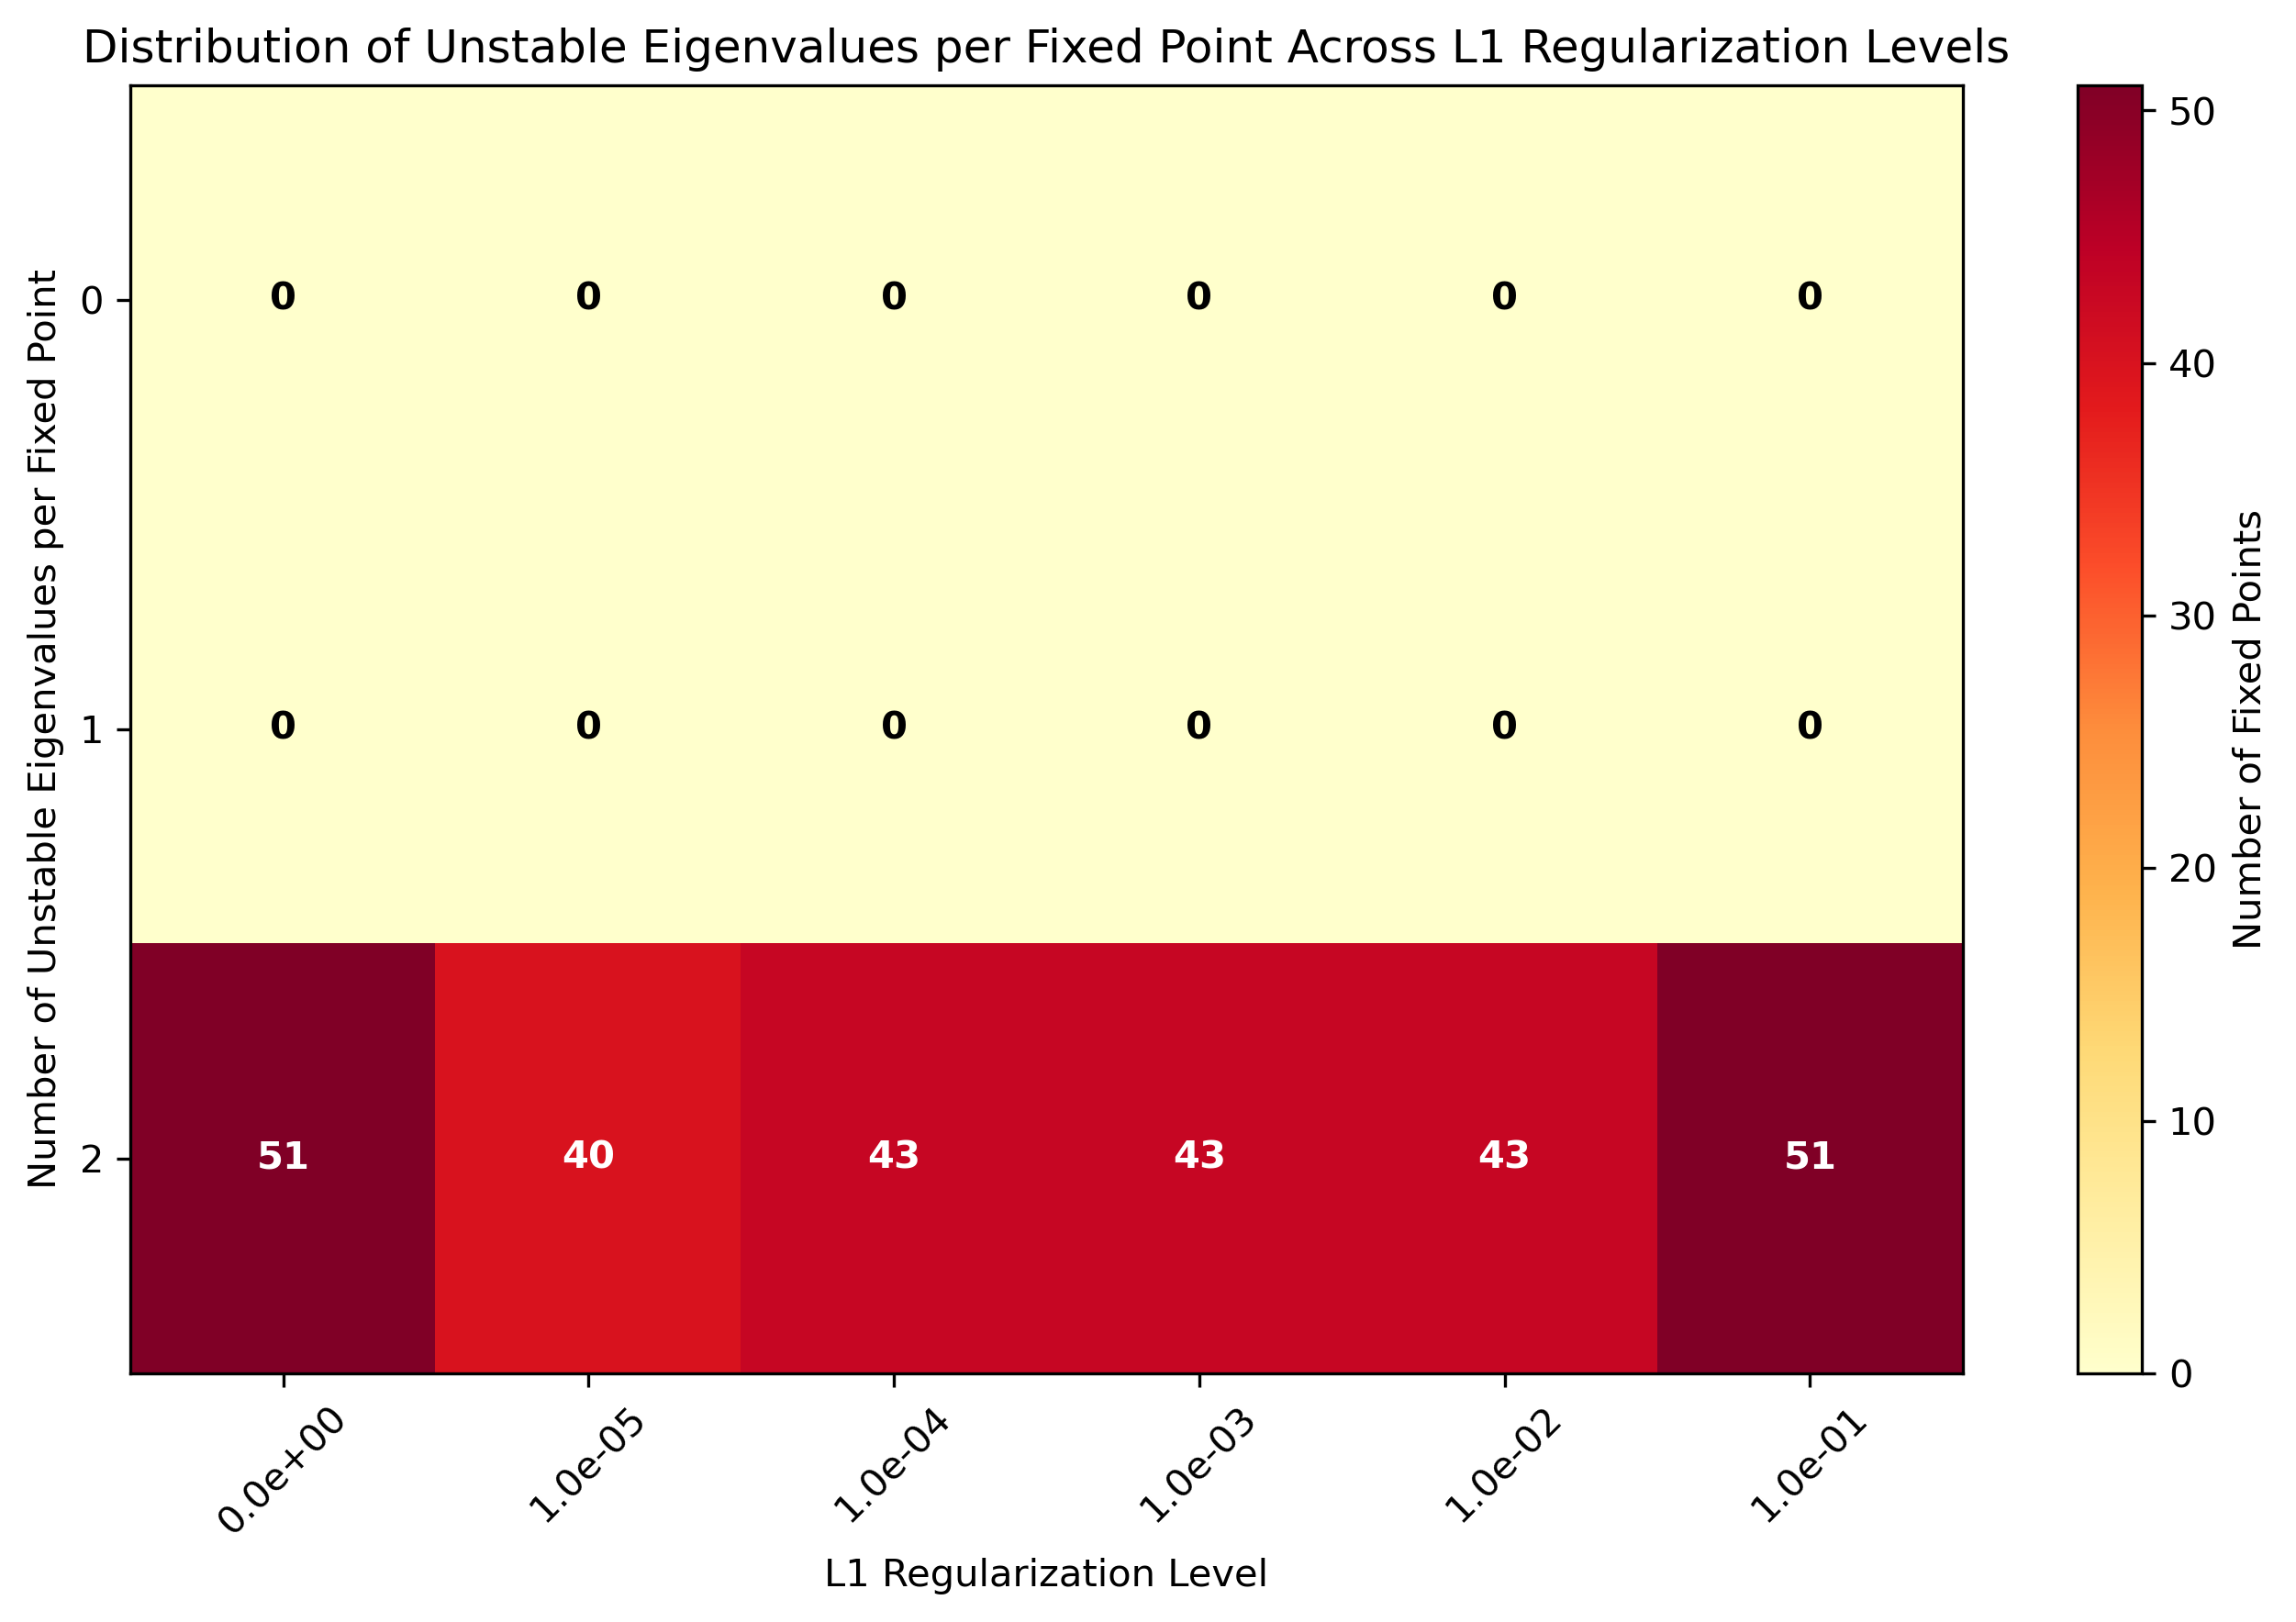 Distribution of Unstable Eigenvalues per Fixed Point Across L1 Regularization Levels
Number of Unstable Eigenvalues per Fixed Point
0
0 0 0 0 0 0
1
0 0 0 0 0 0
2
51 40 43 43 43 51
0.0e+00 1.0e-05 1.0e-04 1.0e-03 1.0e-02 1.0e-01
L1 Regularization Level
50
40
30
20
10
0
Number of Fixed Points